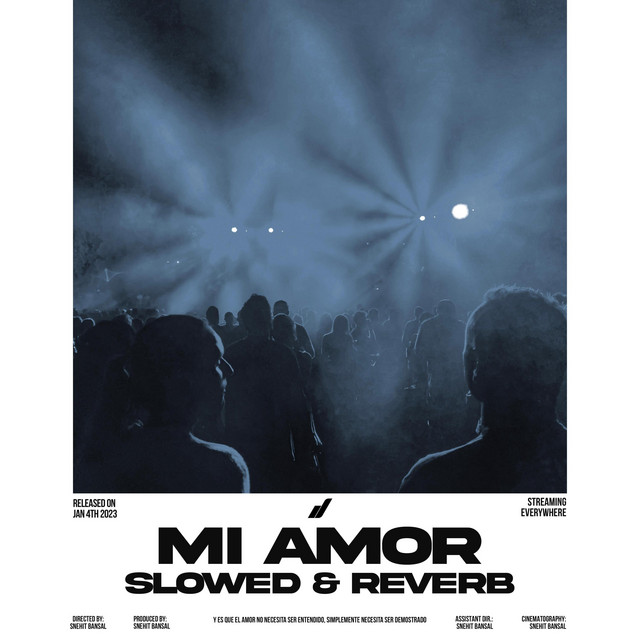 RELEASED ON
JAN 4TH 2023
STREAMING
EVERYWHERE
MI AMOR
SLOWED & REVERB
DIRECTED BY:
SNEHIT BANSAL
PRODUCED BY:
SNEHIT BANSAL
Y ES QUE EL AMOR NO NECESITA SER ENTENDIDO, SIMPLEMENTE NECESITA SER DEMOSTRADO
ASSISTANT DIR.:
SNEHIT BANSAL
CINEMATOGRAPHY:
SNEHIT BANSAL